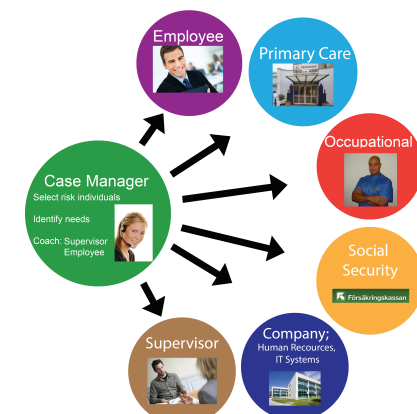 Employee
Primary Care
Occupational
Case Manager
Select risk individuals
Identify needs
Coach: Supervisor
Employee
Social
Security
Försäkringskassan
Company;
Human Recources,
IT Systems
Supervisor